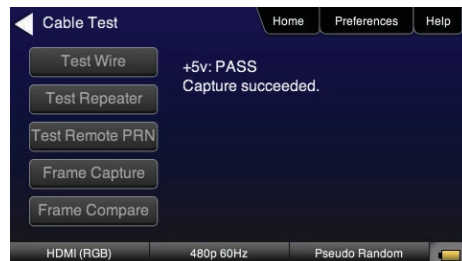 Cable Test
Home
Preferences
Help
Test Wire
Test Repeater
Test Remote PRN
Frame Capture
Frame Compare
+5v: PASS
Capture succeeded.
HDMI (RGB)
480p 60Hz
Pseudo Random